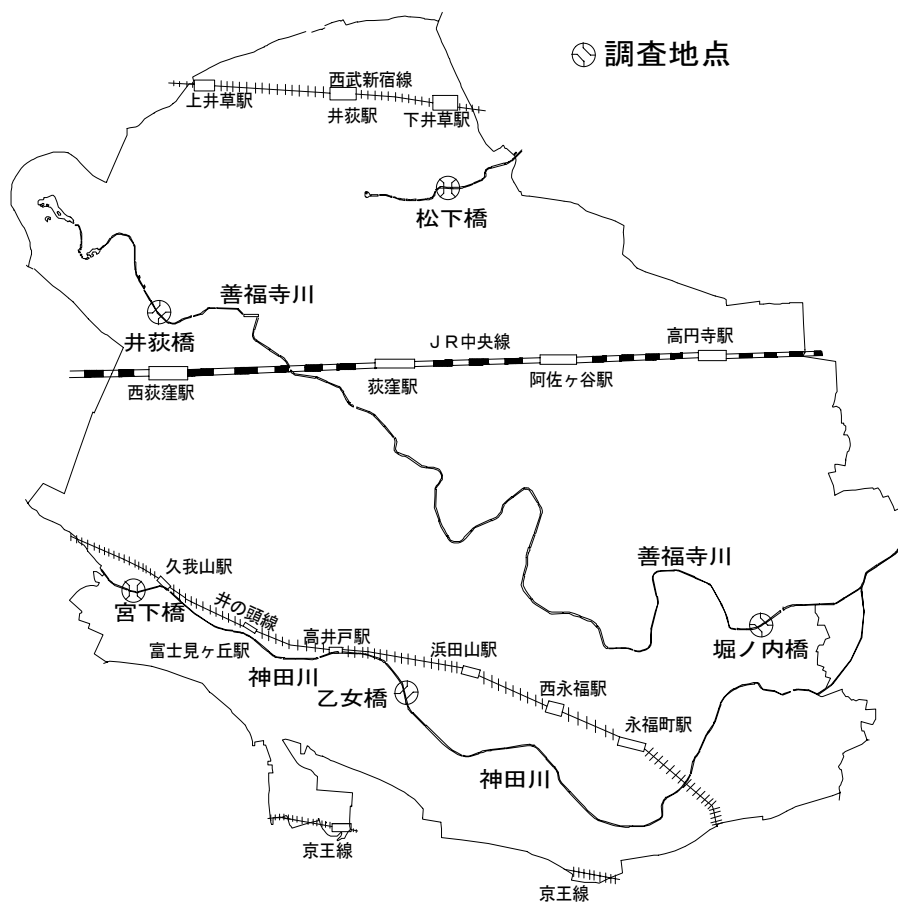 調査地点
西武新宿線
上井草駅
井荻駅
下井草駅
松下橋
善福寺川
井荻橋
JR中央線
高円寺駅
西荻窪駅
荻窪駅
阿佐ヶ谷駅
善福寺川
久我山駅
宮下橋
井の頭線
富士見ヶ丘駅
高井戸駅
浜田山駅
堀ノ内橋
神田川
乙女橋
西永福駅
永福町駅
神田川
京王線
京王線